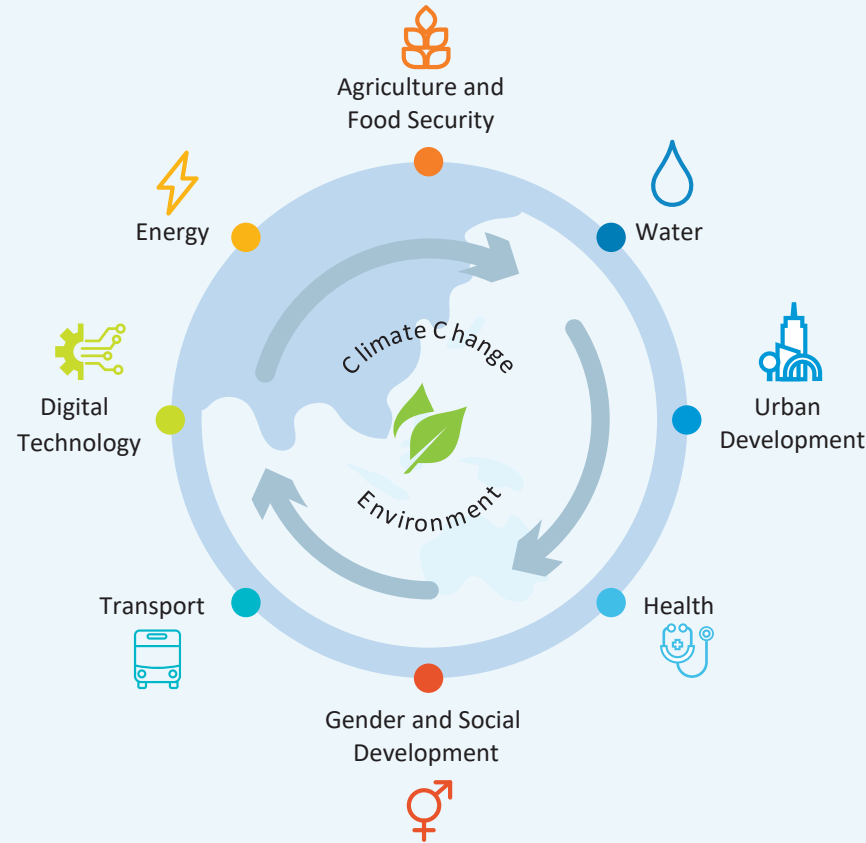 Agriculture and
Food Security
Energy
Water
Climate Change
Digital
Technology
Urban
Development
Environment
Transport
Health
Gender and Social
Development